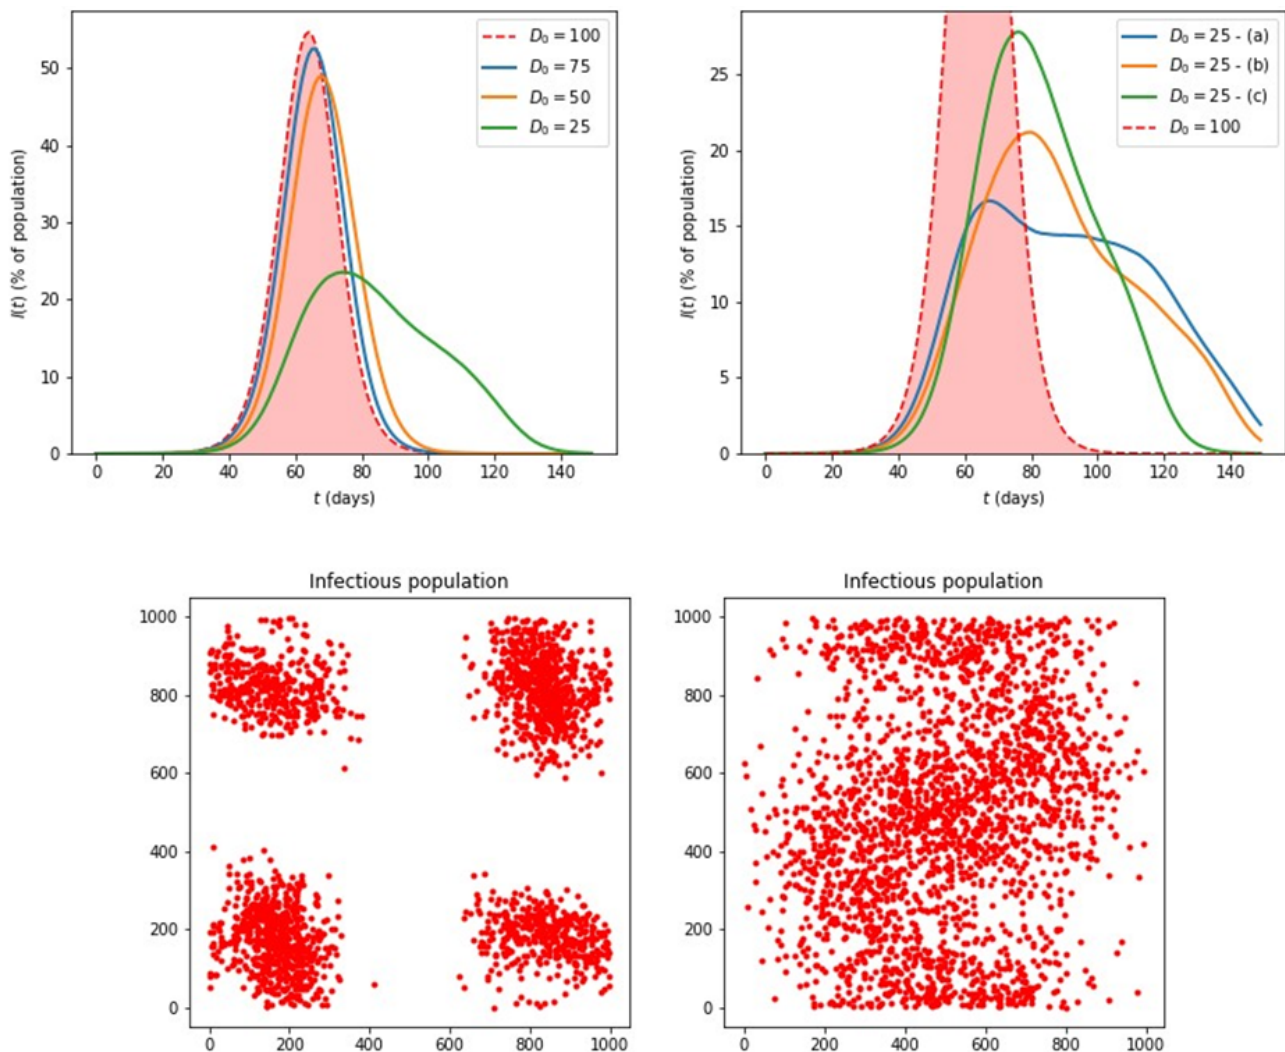 D₀ = 100
D₀ = 75
D₀ = 50
D₀ = 25
I(t) (% of population)
50
40
30
20
10
0
0 20 40 60 80 100 120 140
t (days)
D₀ = 25 - (a)
D₀ = 25 - (b)
D₀ = 25 - (c)
D₀ = 100
I(t) (% of population)
25
20
15
10
5
0
0 20 40 60 80 100 120 140
t (days)
Infectious population
1000
800
600
400
200
0
0 200 400 600 800 1000
Infectious population
1000
800
600
400
200
0
0 200 400 600 800 1000